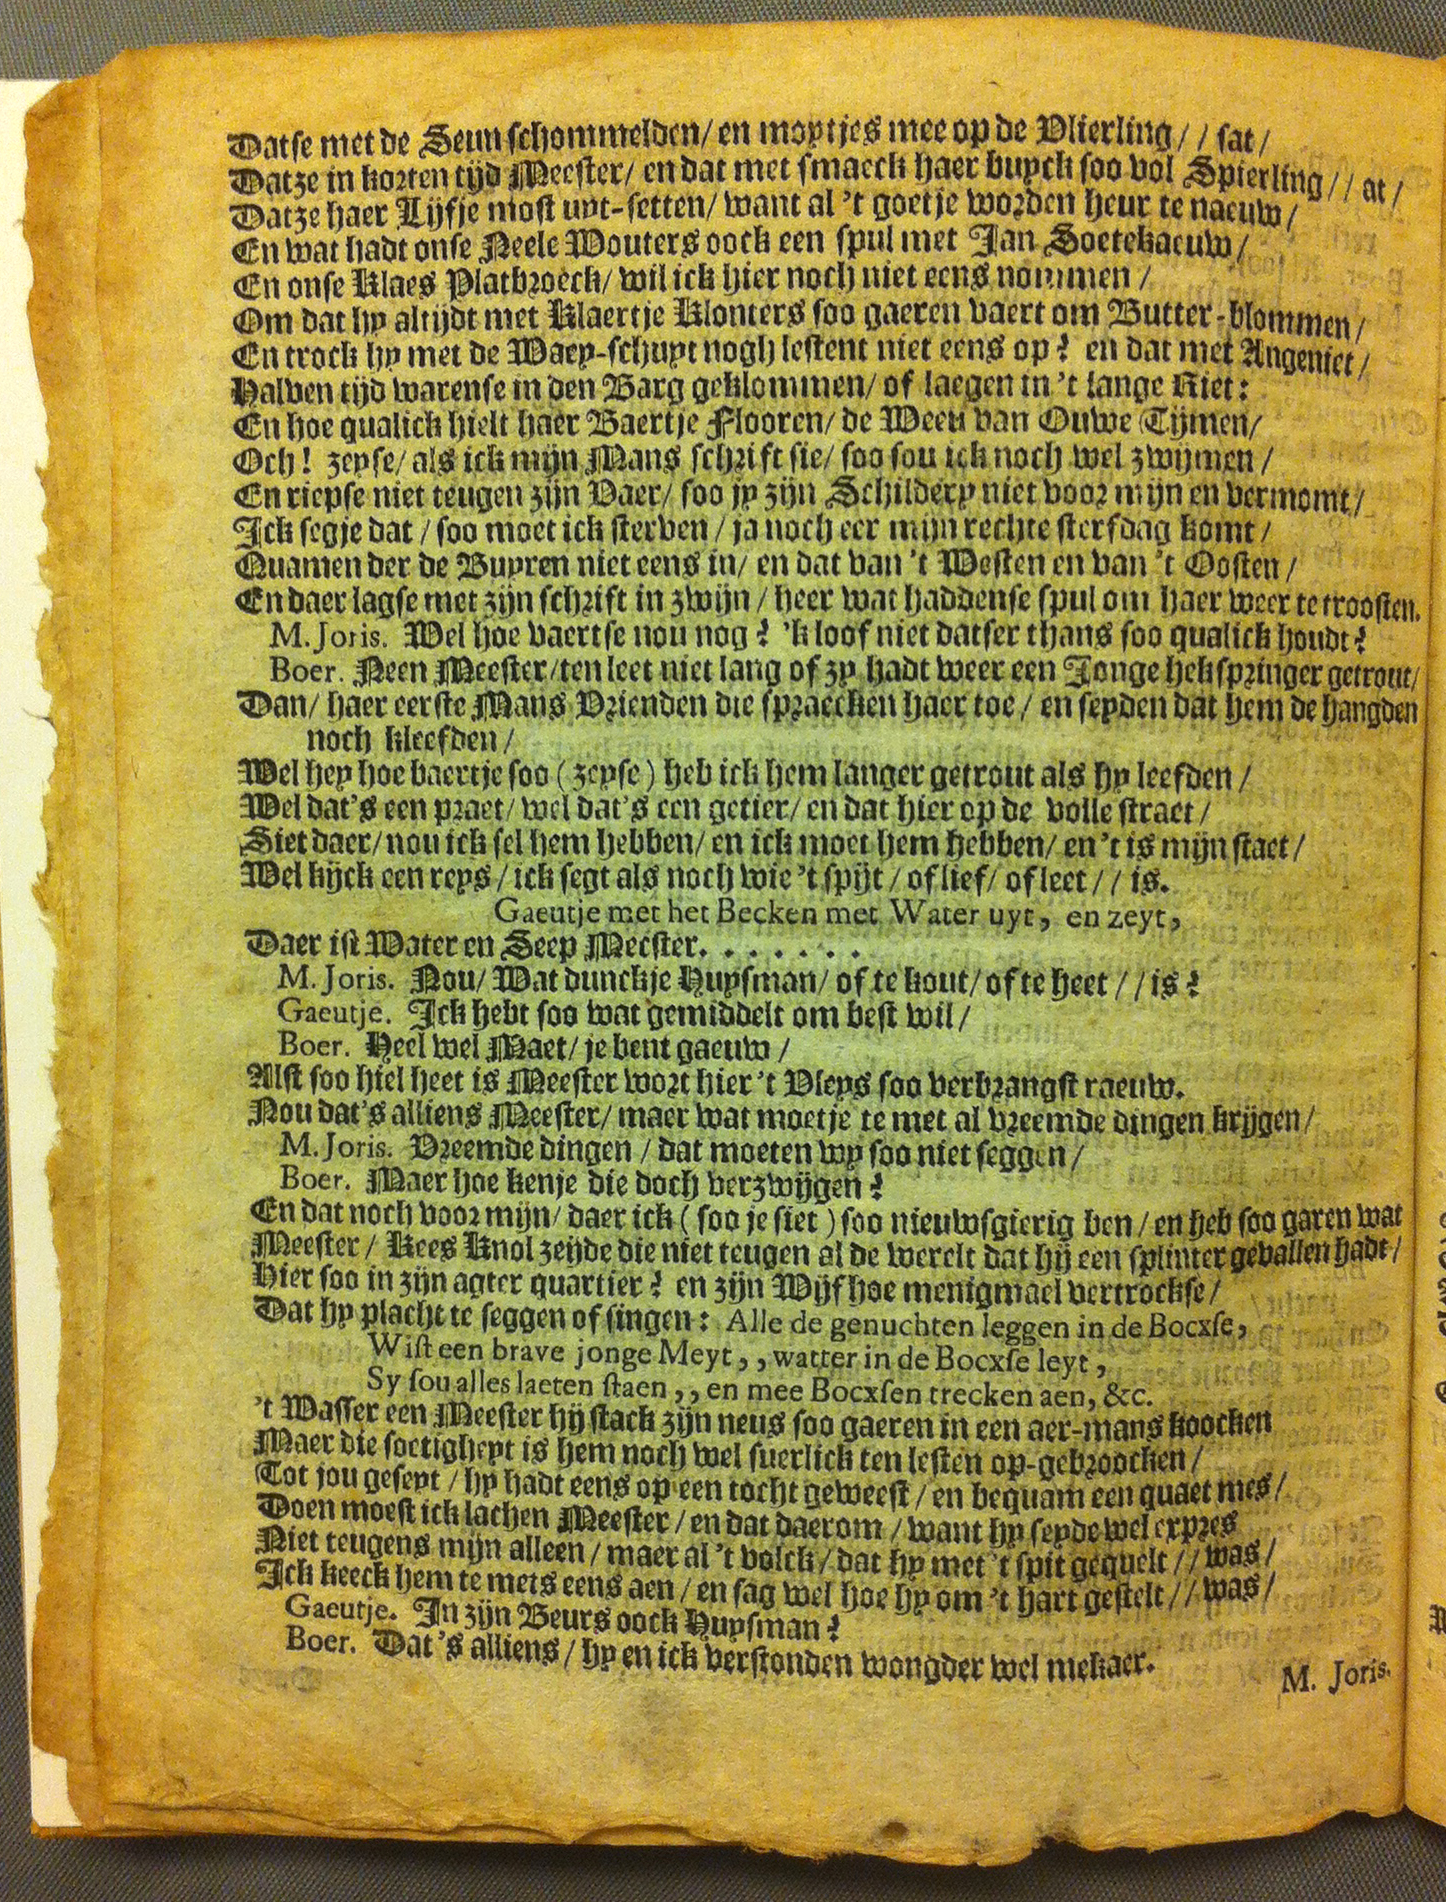 Datse met de Seun schommelden/ en moytjes mee op de Vlierling// sat/
Datze in korten tijd Meester/ en dat met smaeck haer buyck soo vol Spierling// at/
Datze haer Lijfje most uyt-setten/ want al 't goetje worden heur te naeuw/
En wat hadt onse Neele Wouters oock een spul met Jan Soetekaeuw/
En onse Klaes Platbroeck/ wil ick hier noch niet eens nommen/
Om dat hy altijdt met Klaertje Klonters soo gaeren vaert om Butter-blommen/
En trock hy met de Waey-schuyt nogh lestent niet eens op? en dat met Angeniet/
Halven tijd warense in den Barg geklommen/ of laegen in 't lange Riet:
En hoe qualick hielt haer Baertje Flooren/ de Weeu van Ouwe Tijmen/
Och! zeyse/ als ick mijn Mans schrift sie/ soo sou ick noch wel zwijmen/
En riepse niet teugen zijn Vaer/ soo jy zijn Schildery niet voor mijn en vermomt/
Ick segje dat/ soo moet ick sterven/ ja noch eer mijn rechte sterfdag komt/
Quamen der de Buyren niet eens in/ en dat van 't Westen en van 't Oosten/
En daer lagse met zijn schrift in zwijn/ heer wat haddense spul om haer weer te troosten.
M. Joris. Wel hoe vaertse nou nog? 'k loof niet datser thans soo qualick houdt?
Boer. Neen Meester/ ten leet niet lang of zy hadt weer een Jonge hekspringer getrout/
Dan/ haer eerste Mans Vrienden die spraecken haer toe/ en seyden dat hem de hangden
noch kleefden/
Wel hey hoe baertje soo (zeyse) heb ick hem langer getrout als hy leefden/
Wel dat's een praet/ wel dat's een getier/ en dat hier op de volle straet/
Siet daer/ nou ick sel hem hebben/ en ick moet hem hebben/ en 't is mijn staet/
Wel kijck een reys/ ick segt als noch wie 't spijt/ of lief/ of leet// is.
Gaeutje met het Becken met Water uyt, en zeyt,
Daer ist Water en Seep Meester. . . . . . .
M. Joris. Nou/ Wat dunckje Huysman/ of te kout/ of te heet// is?
Gaeutje. Ick hebt soo wat gemiddelt om best wil/
Boer. Heel wel Maet/ je bent gaeuw/
Alst soo hiel heet is Meester wort hier 't Vleys soo verbrangst raeuw.
Nou dat's alliens Meester/ maer wat moetje te met al vreemde dingen krijgen/
M. Joris. Vreemde dingen/ dat moeten wy soo niet seggen/
Boer. Maer hoe kenje die doch verzwijgen?
En dat noch voor mijn/ daer ick (soo je siet) soo nieuwsgierig ben/ en heb soo garen wat
Meester/ Kees Knol zeyde die niet teugen al de werelt dat hij een splinter gevallen hadt/
Hier soo in zijn agter quartier? en zijn Wijf hoe menigmael vertrockse/
Dat hy placht te seggen of singen: Alle de genuchten leggen in de Bocxse,
Wist een brave jonge Meyt,, watter in de Bocxse leyt,
Sy sou alles laeten staen,, en mee Bocxsen trecken aen, &c.
't Wasser een Meester hij stack zijn neus soo gaeren in een aer-mans koocken
Maer die soetigheyt is hem noch wel suerlick ten lesten op-gebroocken/
Tot jou geseyt/ hy hadt eens op een tocht geweest/ en bequam een quaet mes/
Doen moest ick lachen Meester/ en dat daerom/ want hy seyde wel expres
Niet teugens mijn alleen/ maer al 't volck/ dat hy met 't spit gequelt// was/
Ick keeck hem te mets eens aen/ en sag wel hoe hy om 't hart gestelt// was/
Gaeutje. In zijn Beurs oock Huysman?
Boer. Dat's alliens/ hy en ick verstonden wongder wel mekaer.
M. Joris.